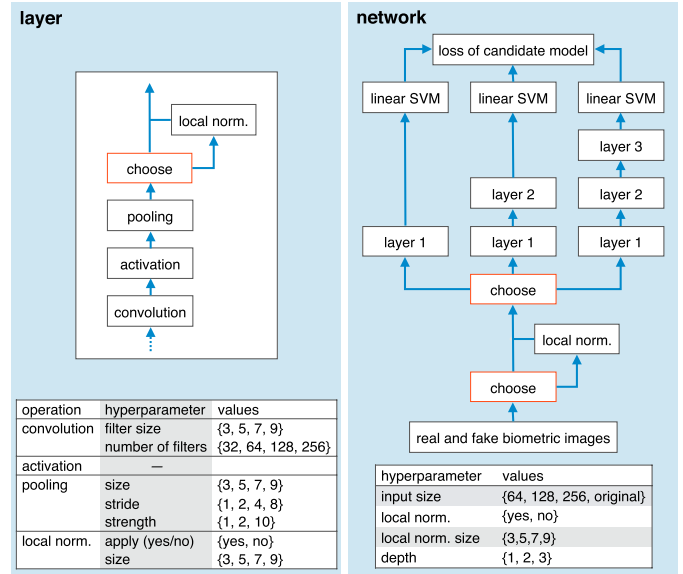 layer
local norm.
choose
pooling
activation
convolution
operation hyperparameter values
convolution filter size {3, 5, 7, 9}
number of filters {32, 64, 128, 256}
activation —
pooling size {3, 5, 7, 9}
stride {1, 2, 4, 8}
strength {1, 2, 10}
local norm. apply (yes/no) {yes, no}
size {3, 5, 7, 9}
network
loss of candidate model
linear SVM linear SVM linear SVM
layer 3
layer 2 layer 2
layer 1 layer 1 layer 1
choose
local norm.
choose
real and fake biometric images
hyperparameter values
input size {64, 128, 256, original}
local norm. {yes, no}
local norm. size {3,5,7,9}
depth {1, 2, 3}